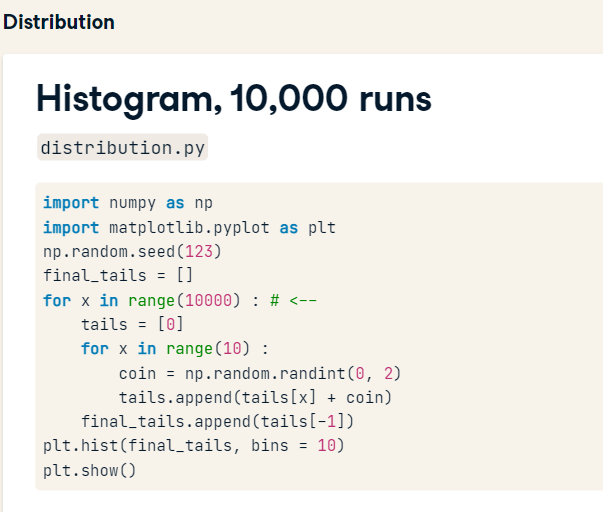 Distribution
Histogram, 10,000 runs
distribution.py
import numpy as np
import matplotlib.pyplot as plt
np.random.seed(123)
final_tails = []
for x in range(10000) : # <--
    tails = [0]
    for x in range(10) :
        coin = np.random.randint(0, 2)
        tails.append(tails[x] + coin)
    final_tails.append(tails[-1])
plt.hist(final_tails, bins = 10)
plt.show()